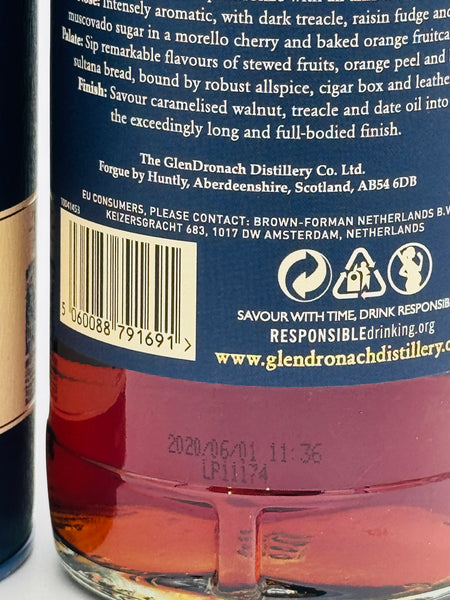 Nose: Intensely aromatic, with dark treacle, raisin fudge and
muscovado sugar in a morello cherry and baked orange fruitca
Palate: Sip remarkable flavours of stewed fruits, orange peel and
sultana bread, bound by robust allspice, cigar box and leathe
Finish: Savour caramelised walnut, treacle and date oil into
the exceedingly long and full-bodied finish.
The GlenDronach Distillery Co. Ltd.
Forgue by Huntly, Aberdeenshire, Scotland, AB54 6DB
EU CONSUMERS, PLEASE CONTACT: BROWN-FORMAN NETHERLANDS B.V
KEIZERSGRACHT 683, 1017 DW AMSTERDAM, NETHERLANDS
5 060088 791691 >
SAVOUR WITH TIME, DRINK RESPONSIB
RESPONSIBLEdrinking.org
www.glendronachdistillery.c
2020/06/01 11:36
LP11174